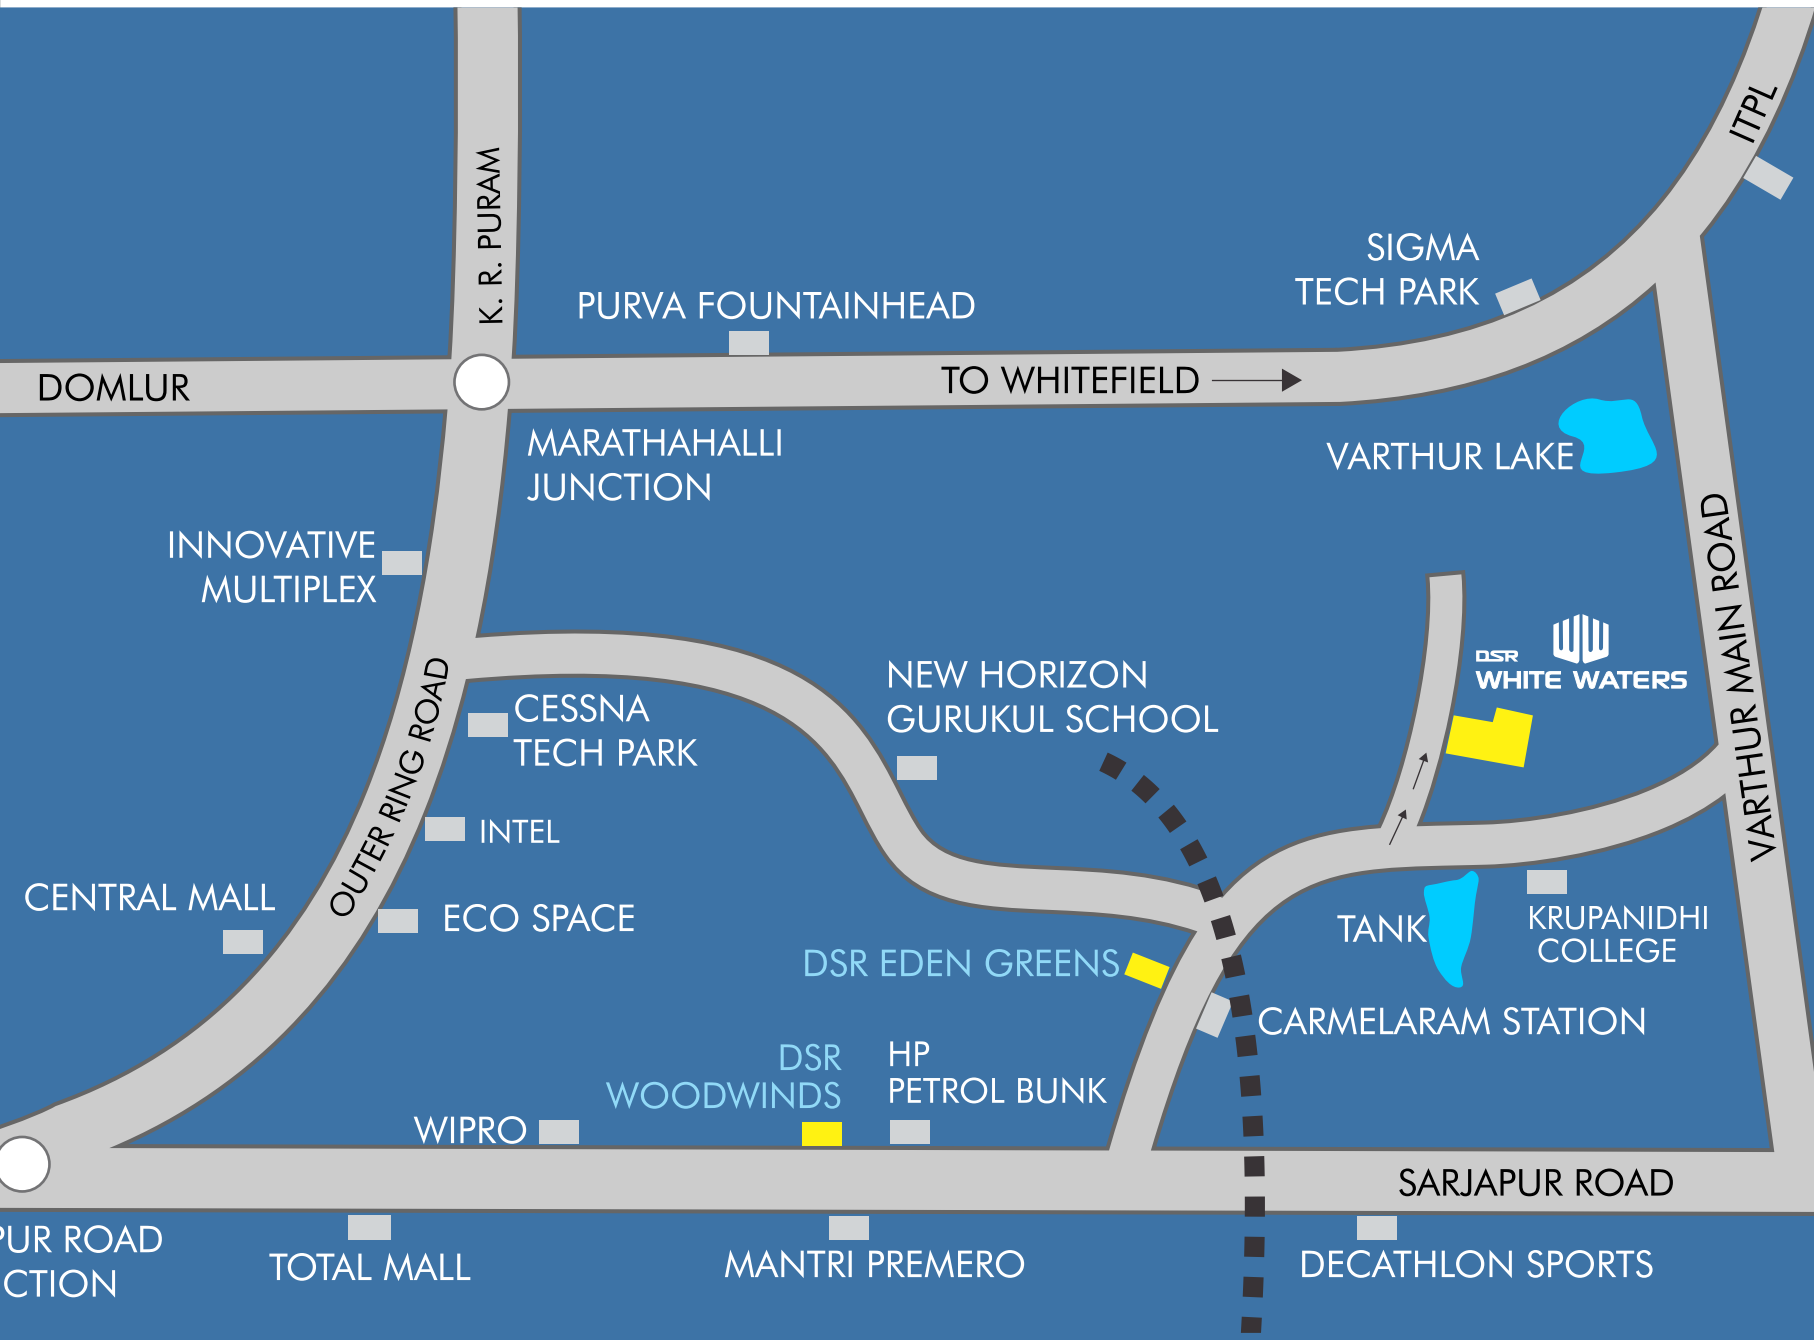 ITPL
K. R. PURAM
SIGMA
TECH PARK
PURVA FOUNTAINHEAD
DOMLUR
TO WHITEFIELD
MARATHAHALLI
JUNCTION
VARTHUR LAKE
INNOVATIVE
MULTIPLEX
VARTHUR MAIN ROAD
DSR
WHITE WATERS
NEW HORIZON
GURUKUL SCHOOL
OUTER RING ROAD
CESSNA
TECH PARK
INTEL
CENTRAL MALL
ECO SPACE
TANK
KRUPANIDHI
COLLEGE
DSR EDEN GREENS
CARMELARAM STATION
DSR
WOODWINDS
HP
PETROL BUNK
WIPRO
SARJAPUR ROAD
PUR ROAD
CTION
TOTAL MALL
MANTRI PREMERO
DECATHLON SPORTS